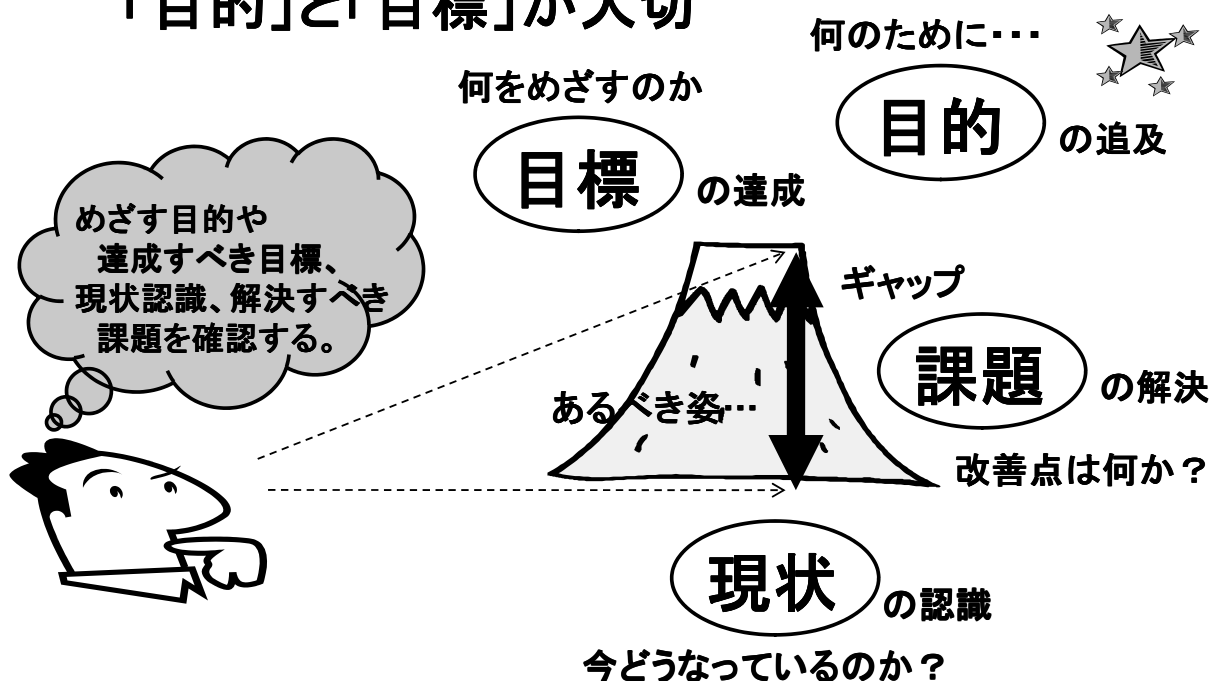 「目的」と「目標」が大切
何のために・・・
目的 の追及
何をめざすのか
目標 の達成
めざす目的や
達成すべき目標、
現状認識、解決すべき
課題を確認する。
ギャップ
課題 の解決
あるべき姿…
改善点は何か？
現状 の認識
今どうなっているのか？